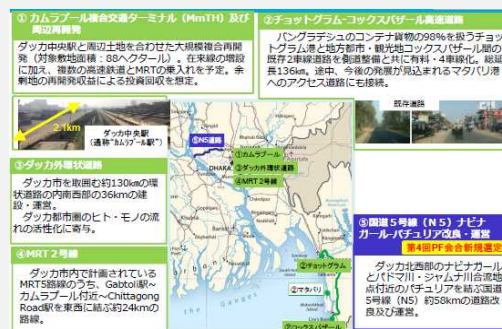 ①カムラプール複合交通ターミナル（MmTH）及び
周辺再開発
ダッカ中央駅と周辺土地を合わせた大規模複合再開
発（対象敷地面積：88ヘクタール）。在来線の増設
に加え、複数の高速鉄道とMRTの乗入れを予定。余
剰地の再開発収益による投資回収を想定。
2.1km
ダッカ中央駅
（通称"カムラプール駅"）
②チョットグラム-コックスバザール高速道路
バングラデシュのコンテナ貨物の98%を扱うチョッ
トグラム港と地方都市・観光地コックスバザール間の
既存2車線道路を側道整備と共に有料・4車線化。総延
長136km。途中、今後の発展が見込まれるマタバリ港
へのアクセス道路にも接続。
既存道路
③ダッカ外環状道路
ダッカ市を取囲む約130kmの環
状道路の内南西部の36kmの建
設・運営。
ダッカ都市圏のヒト・モノの流
れの活性化に寄与。
④MRT２号線
ダッカ市内で計画されている
MRT5路線のうち、Gabtoli駅～
カムラプール付近～Chittagong
Road駅を東西に結ぶ約24kmの
路線。
⑤N5道路
①カムラプール
DHAKA
③ダッカ外環状道路
④MRT２号線
②チョットグラム
②マタバリ
②コックスバザール
the Ganges
⑤国道５号線（N５）ナビナ
ガール-パチュリア改良・運営
第4回PF会合新規選定
ダッカ北西部のナビナガール
とパドマ川・ジャムナ川合流地
点付近のパチュリアを結ぶ国道
5号線（N5）約58kmの道路改
良及び運営。